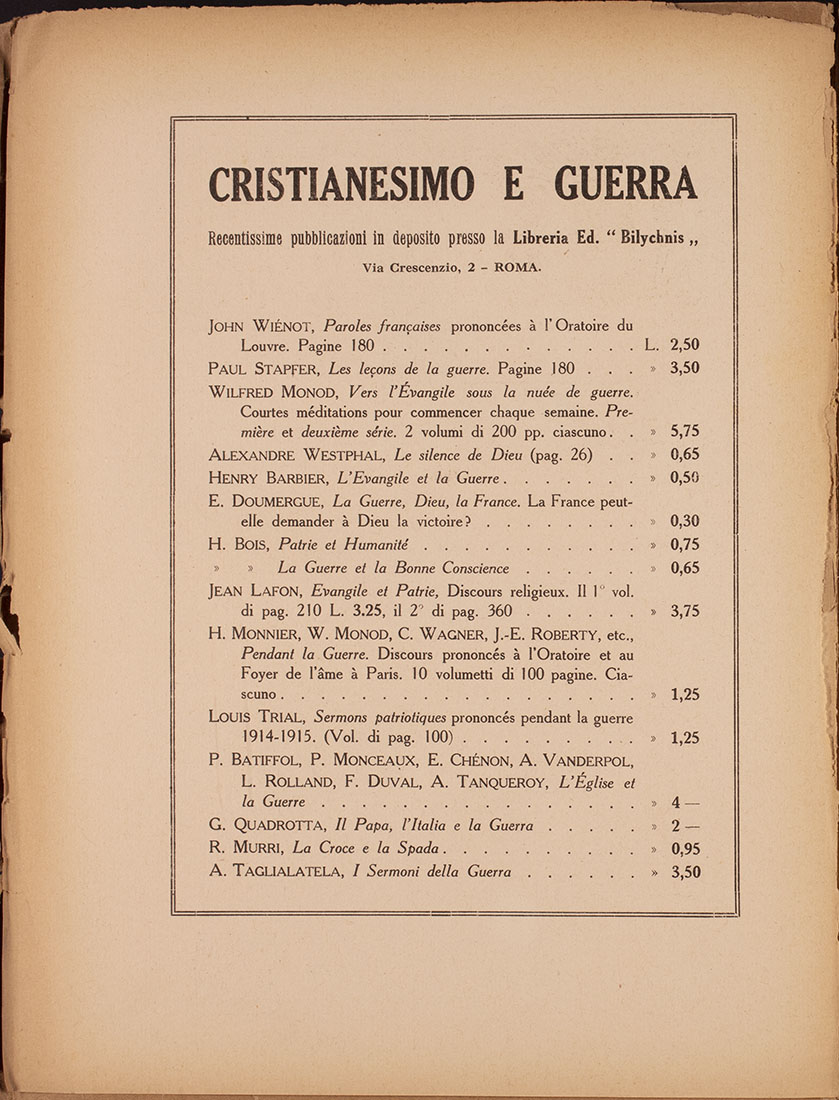 CRISTIANESIMO E GUERRA
Recentissime pubblicazioni in deposito presso la Libreria Ed. “ Bilychnis „
Via Crescenzio, 2 – ROMA.
JOHN WIÉNOT, Paroles françaises prononcées à l'Oratoire du
Louvre. Pagine 180 . . . . . . . . . . . . . L. 2,50
PAUL STAPFER, Les leçons de la guerre. Pagine 180 . . . » 3,50
WILFRED MONOD, Vers l'Évangile sous la nuée de guerre.
Courtes méditations pour commencer chaque semaine. Pre-
mière et deuxième série. 2 volumi di 200 pp. ciascuno. . » 5,75
ALEXANDRE WESTPHAL, Le silence de Dieu (pag. 26) . . » 0,65
HENRY BARBIER, L'Evangile et la Guerre . . . . . . . » 0,50
E. DOUMERGUE, La Guerre, Dieu, la France. La France peut-
elle demander à Dieu la victoire? . . . . . . . . » 0,30
H. BOIS, Patrie et Humanité . . . . . . . . . . . » 0,75
» » La Guerre et la Bonne Conscience . . . . . . » 0,65
JEAN LAFON, Evangile et Patrie, Discours religieux. Il 1° vol.
di pag. 210 L. 3.25, il 2° di pag. 360 . . . . . . » 3,75
H. MONNIER, W. MONOD, C. WAGNER, J.-E. ROBERTY, etc.,
Pendant la Guerre. Discours prononcés à l'Oratoire et au
Foyer de l'âme à Paris. 10 volumetti di 100 pagine. Cia-
scuno . . . . . . . . . . . . . . . . . . » 1,25
LOUIS TRIAL, Sermons patriotiques prononcés pendant la guerre
1914-1915. (Vol. di pag. 100) . . . . . . . . . » 1,25
P. BATIFFOL, P. MONCEAUX, E. CHÉNON, A. VANDERPOL,
L. ROLLAND, F. DUVAL, A. TANQUEROY, L'Église et
la Guerre . . . . . . . . . . . . . . . . » 4 —
G. QUADROTTA, Il Papa, l'Italia e la Guerra . . . . . » 2 —
R. MURRI, La Croce e la Spada . . . . . . . . . . » 0,95
A. TAGLIALATELA, I Sermoni della Guerra . . . . . . » 3,50